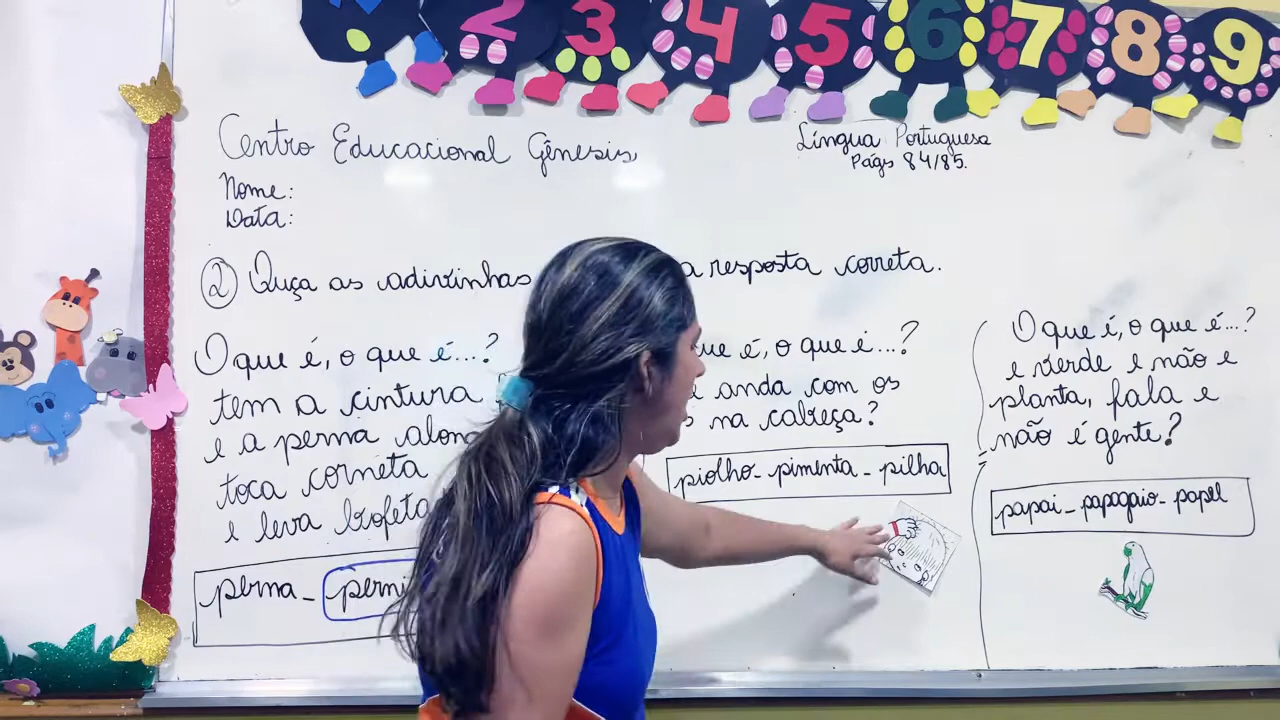 2 3 4 5 6 7 8 9
Centro Educacional Gênesis
Língua Portuguesa
Págs 84/85.
Nome:
Data:
2 Ouça as adivinhas a resposta correta.
O que é, o que é...?
tem a cintura
e a perna
toca corneta
e leva bofeta
perna -
que é, o que é...?
anda com os
na cabeça?
piolho - pimenta - pilha
O que é, o que é...?
é verde e não é
planta, fala e
não é gente?
papai - papagaio - papel